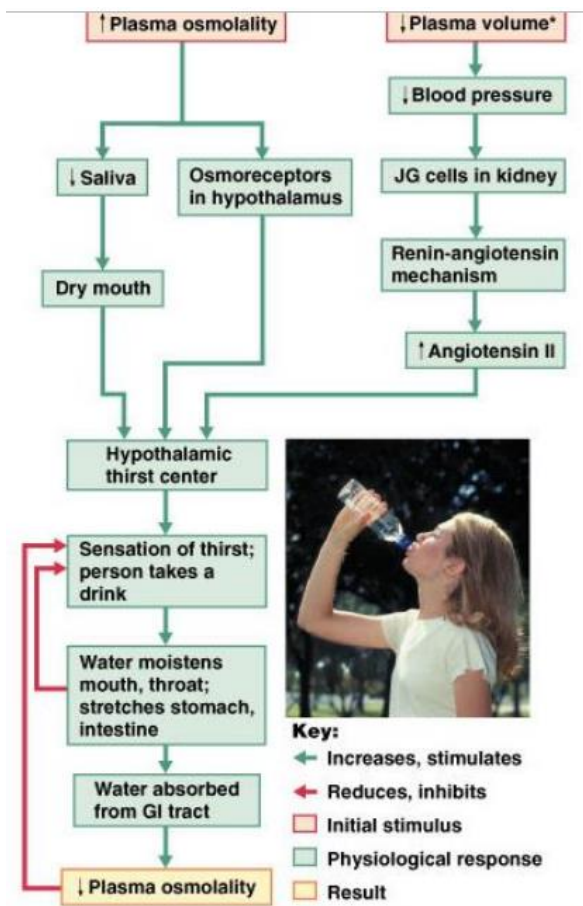 ↑ Plasma osmolality
↓ Plasma volume*
↓ Blood pressure
↓ Saliva
Osmoreceptors
in hypothalamus
JG cells in kidney
Renin-angiotensin
mechanism
Dry mouth
↑ Angiotensin II
Hypothalamic
thirst center
Sensation of thirst;
person takes a
drink
Water moistens
mouth, throat;
stretches stomach,
intestine
Water absorbed
from GI tract
↓ Plasma osmolality
Key:
Increases, stimulates
Reduces, inhibits
Initial stimulus
Physiological response
Result